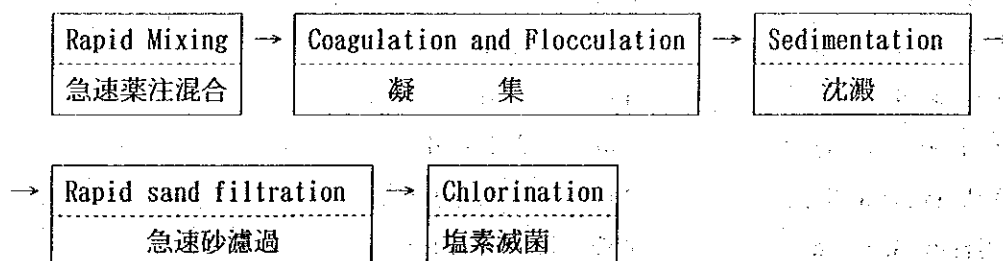 Rapid Mixing → Coagulation and Flocculation → Sedimentation →
急速薬注混合 凝 集 沈澱
→ Rapid sand filtration → Chlorination
急速砂濾過 塩素滅菌